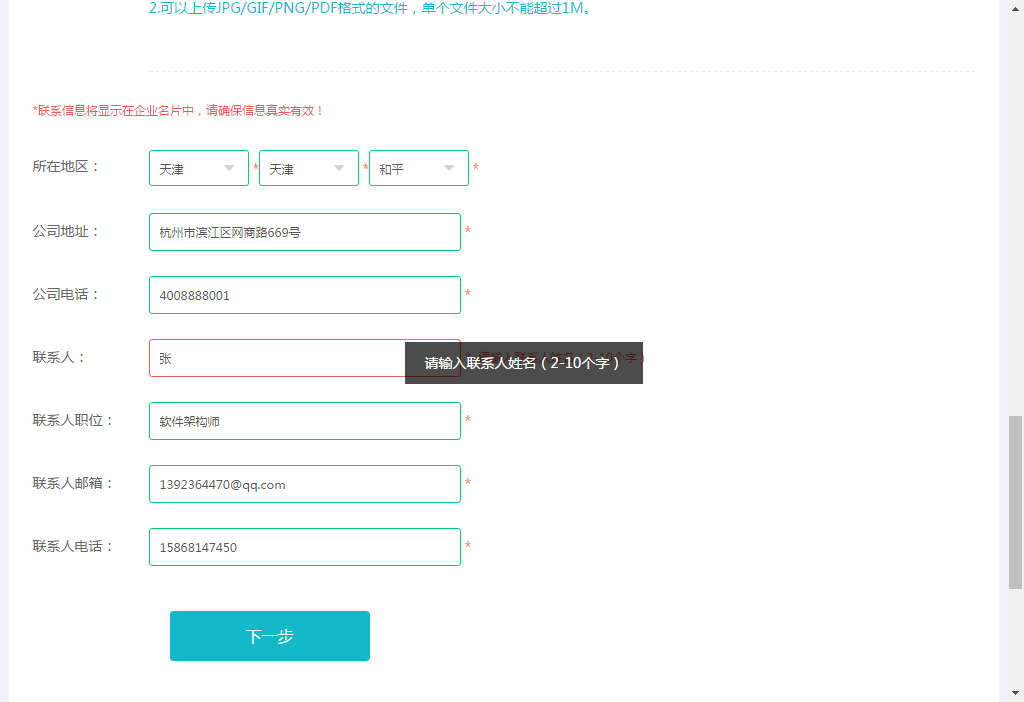 2.可以上传JPG/GIF/PNG/PDF格式的文件，单个文件大小不能超过1M。
*联系信息将显示在企业名片中，请确保信息真实有效！
所在地区： 天津 * 天津 * 和平 *
公司地址： 杭州市滨江区网商路669号 *
公司电话： 4008888001 *
联系人： 张 请输入联系人姓名（2-10个字）
联系人职位： 软件架构师 *
联系人邮箱： 1392364470@qq.com *
联系人电话： 15868147450 *
下一步